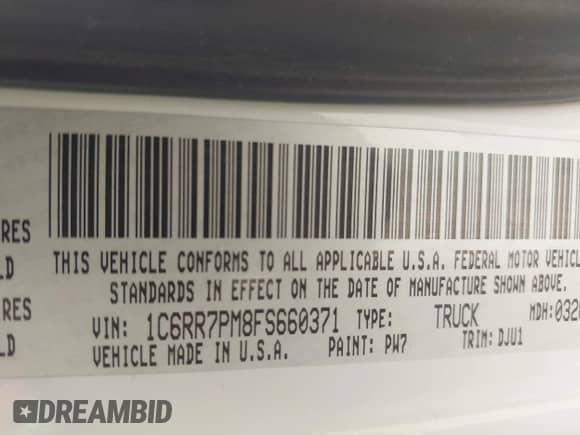 RES
LD
RES
LD
THIS VEHICLE CONFORMS TO ALL APPLICABLE U.S.A. FEDERAL MOTOR
STANDARDS IN EFFECT ON THE DATE OF MANUFACTURE SHOWN ABOVE.
VIN: 1C6RR7PM8FS660371 TYPE: TRUCK MDH:
VEHICLE MADE IN U.S.A. PAINT: PW7 TRIM: DJU1
DREAMBID